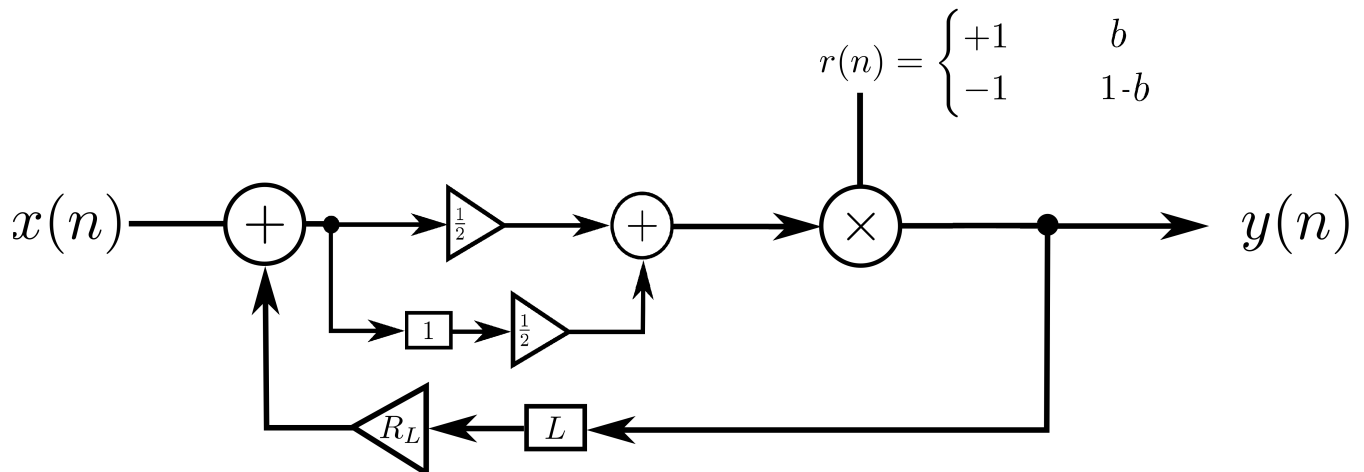 r(n) = { +1 b
−1 1-b
x(n) + 1/2 + × y(n)
1 1/2
R_L L